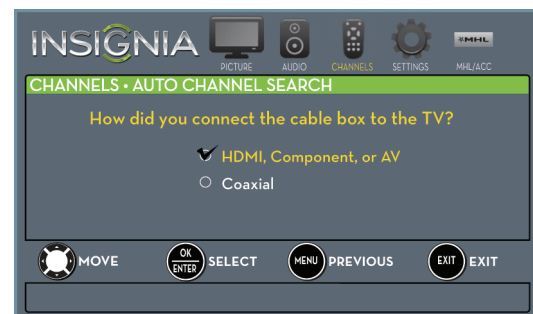 INSIGNIA
PICTURE AUDIO CHANNELS SETTINGS MHL MHL/ACC
CHANNELS • AUTO CHANNEL SEARCH
How did you connect the cable box to the TV?
HDMI, Component, or AV
Coaxial
MOVE OK ENTER SELECT MENU PREVIOUS EXIT EXIT